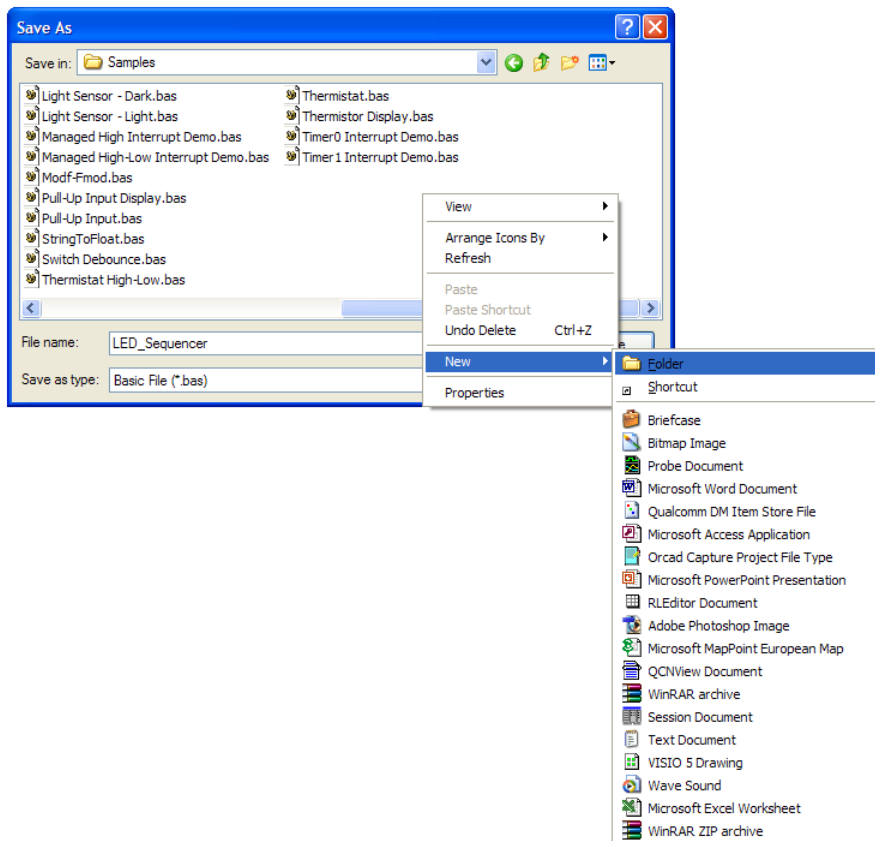 Save As
Save in: Samples
Light Sensor - Dark.bas
Light Sensor - Light.bas
Managed High Interrupt Demo.bas
Managed High-Low Interrupt Demo.bas
Modf-Fmod.bas
Pull-Up Input Display.bas
Pull-Up Input.bas
StringToFloat.bas
Switch Debounce.bas
Thermistat High-Low.bas
Thermistat.bas
Thermistor Display.bas
Timer0 Interrupt Demo.bas
Timer1 Interrupt Demo.bas
File name: LED_Sequencer
Save as type: Basic File (*.bas)
View
Arrange Icons By
Refresh
Paste
Paste Shortcut
Undo Delete Ctrl+Z
New
Properties
Folder
Shortcut
Briefcase
Bitmap Image
Probe Document
Microsoft Word Document
Qualcomm DM Item Store File
Microsoft Access Application
Orcad Capture Project File Type
Microsoft PowerPoint Presentation
RLEditor Document
Adobe Photoshop Image
Microsoft MapPoint European Map
QCNView Document
WinRAR archive
Session Document
Text Document
VISIO 5 Drawing
Wave Sound
Microsoft Excel Worksheet
WinRAR ZIP archive